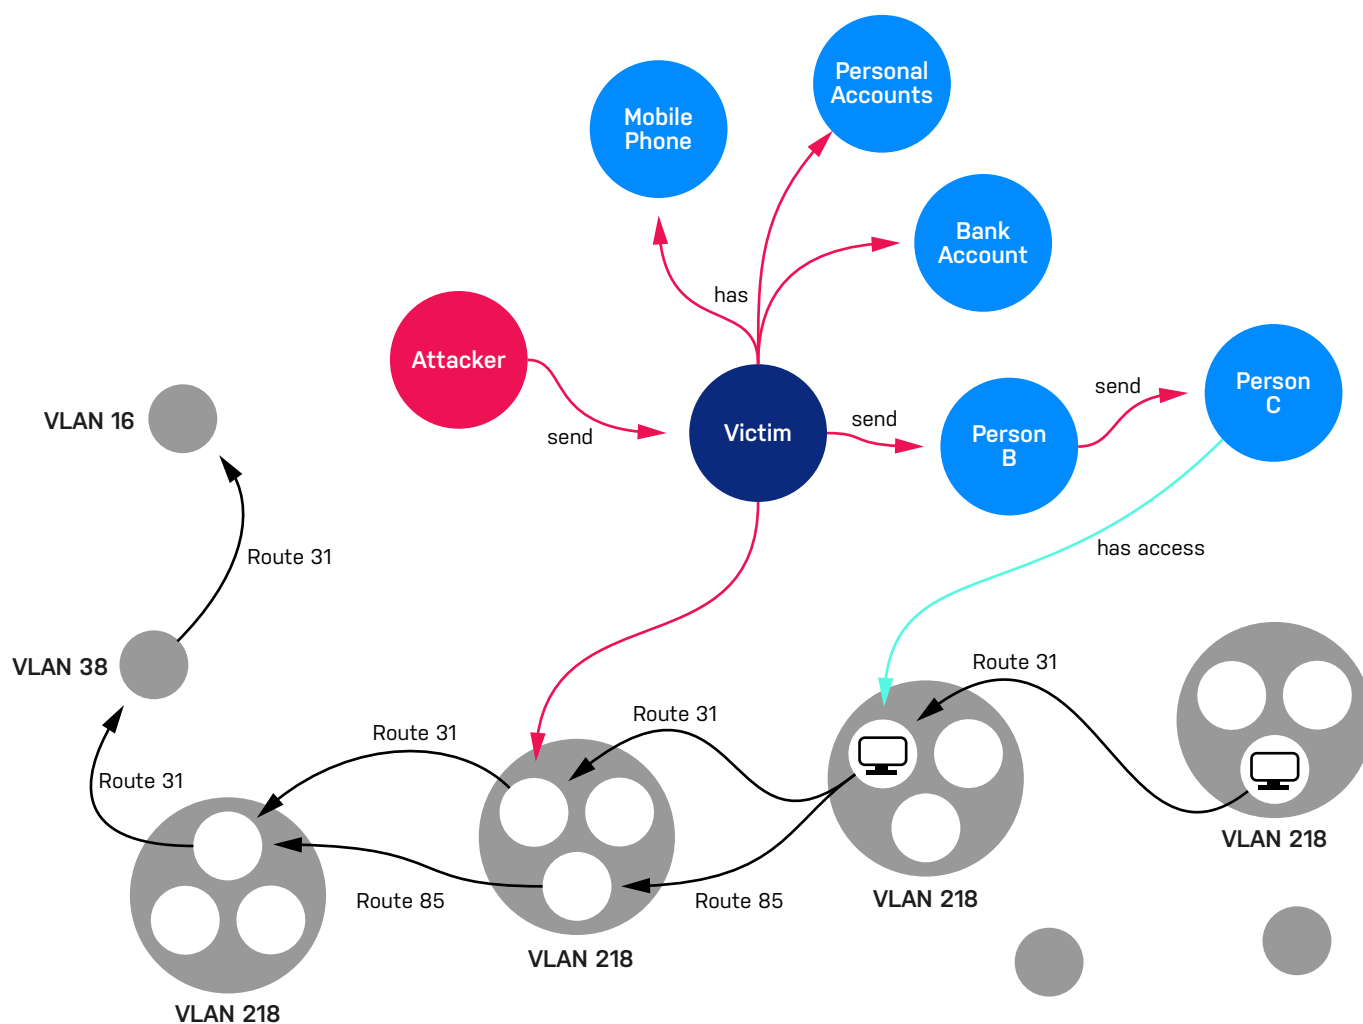 Personal
Accounts
Mobile
Phone
Bank
Account
has
Attacker
send
Victim
send
Person
B
send
Person
C
has access
VLAN 16
Route 31
VLAN 38
Route 31
Route 31
Route 31
Route 31
VLAN 218
Route 85
Route 85
VLAN 218
VLAN 218
VLAN 218